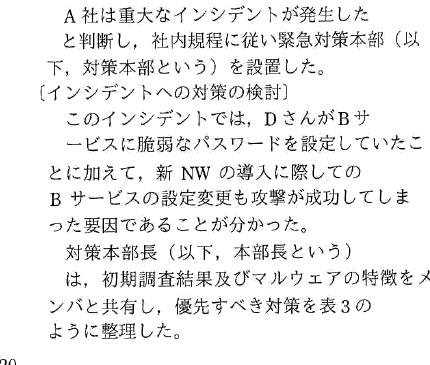 A社は重大なインシデントが発生した
と判断し，社内規程に従い緊急対策本部（以
下，対策本部という）を設置した。
〔インシデントへの対策の検討〕
このインシデントでは，DさんがBサ
ービスに脆弱なパスワードを設定していたこ
とに加えて，新 NW の導入に際しての
B サービスの設定変更も攻撃が成功してしま
った要因であることが分かった。
対策本部長（以下，本部長という）
は，初期調査結果及びマルウェアの特徴をメ
ンバと共有し，優先すべき対策を表3の
ように整理した。